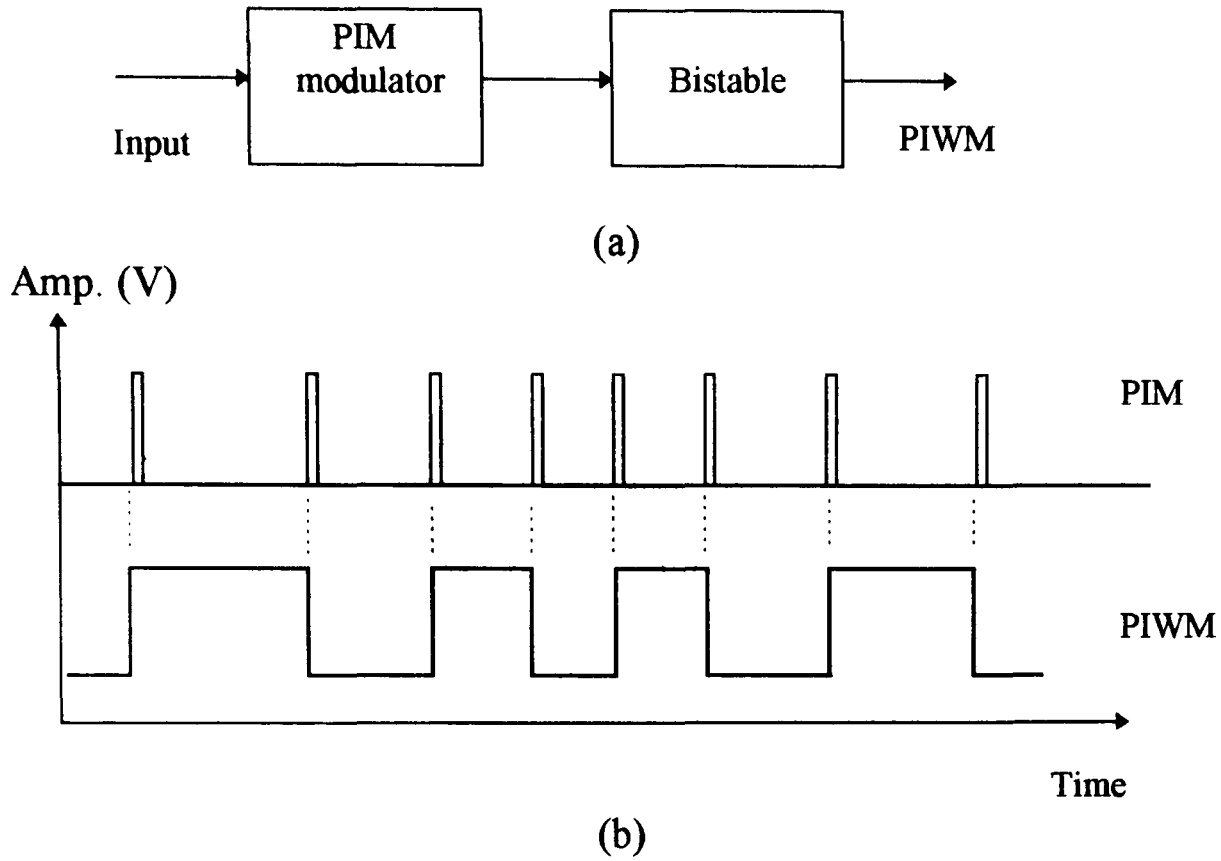 PIM
modulator
Bistable
Input
PIWM
(a)
Amp. (V)
PIM
PIWM
Time
(b)